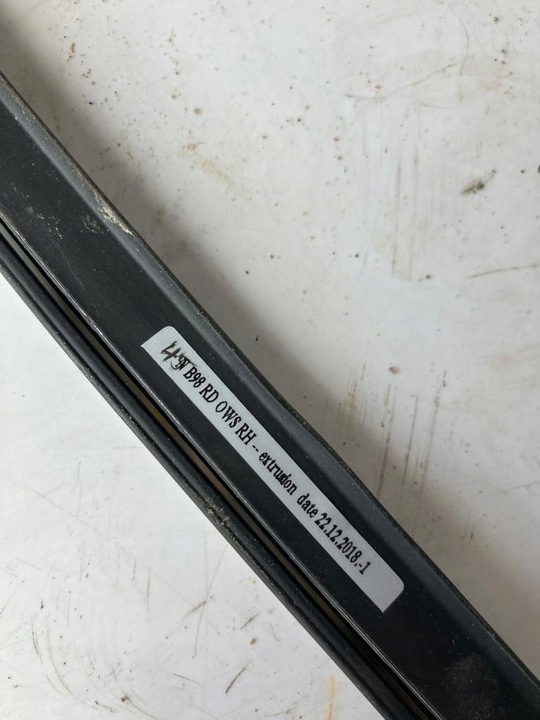 B98 RD OWS RH -- extrusion date 22.12.2018.-1